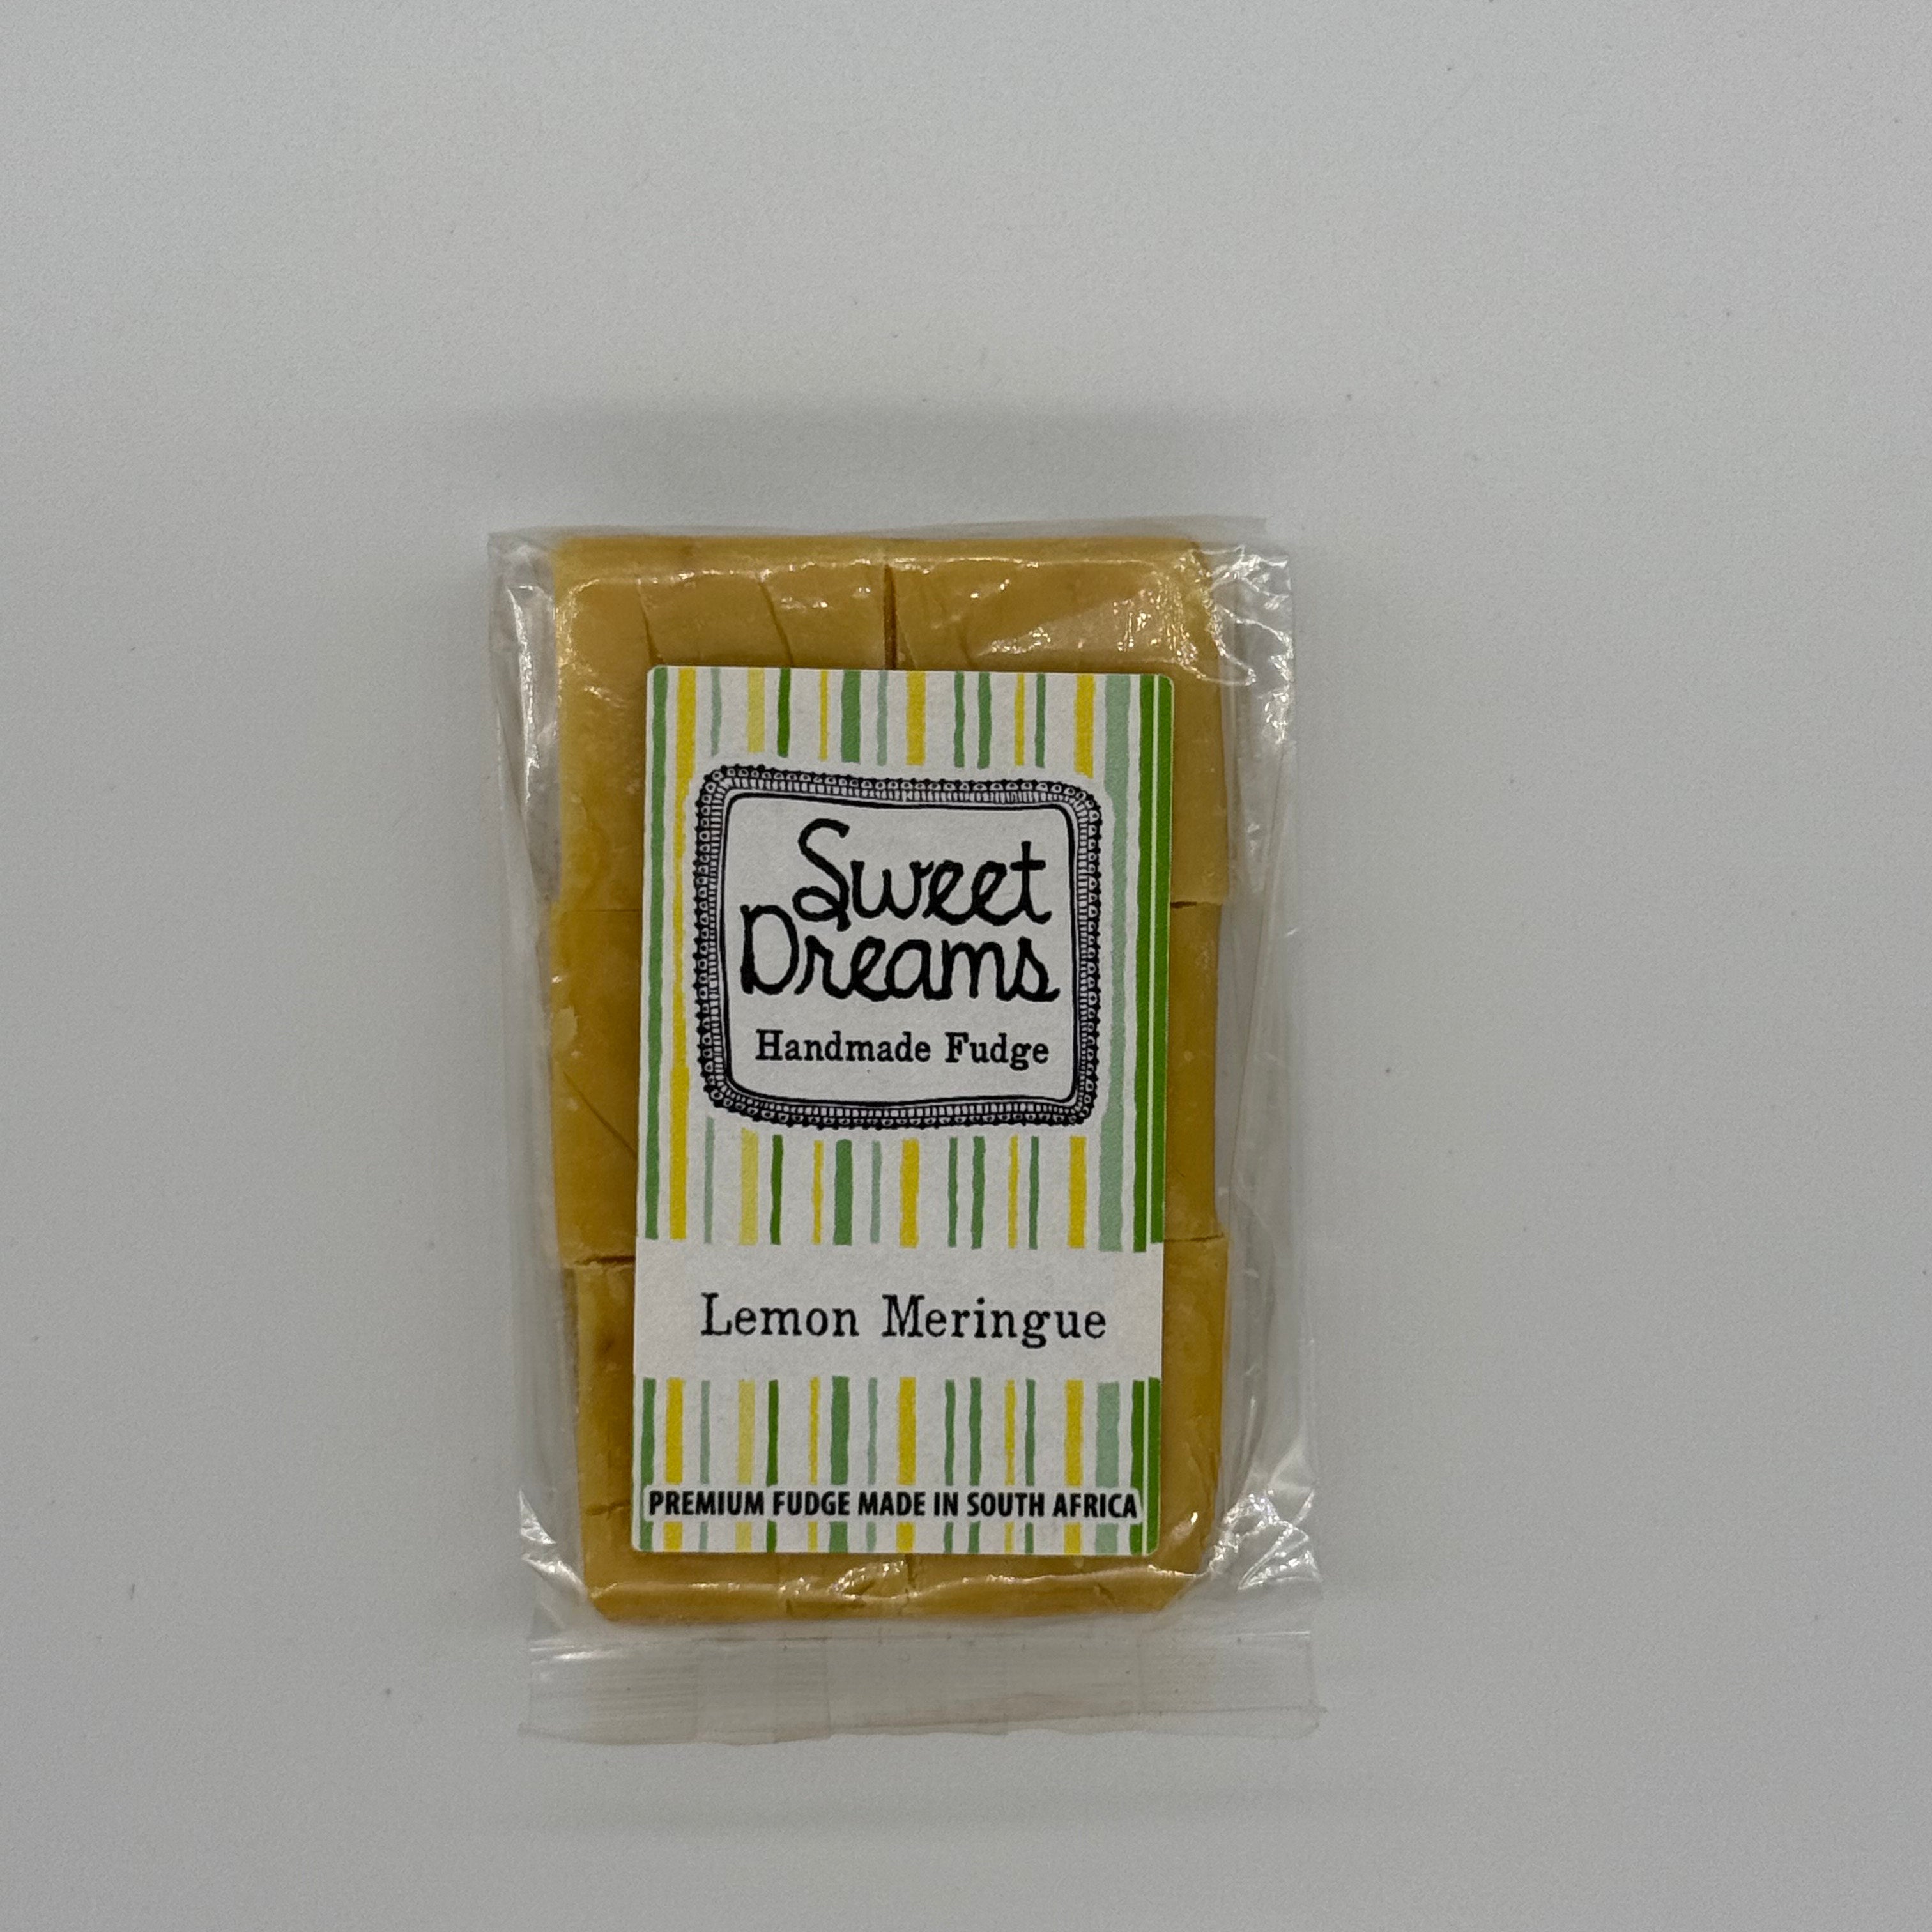 Sweet
Dreams
Handmade Fudge
Lemon Meringue
PREMIUM FUDGE MADE IN SOUTH AFRICA